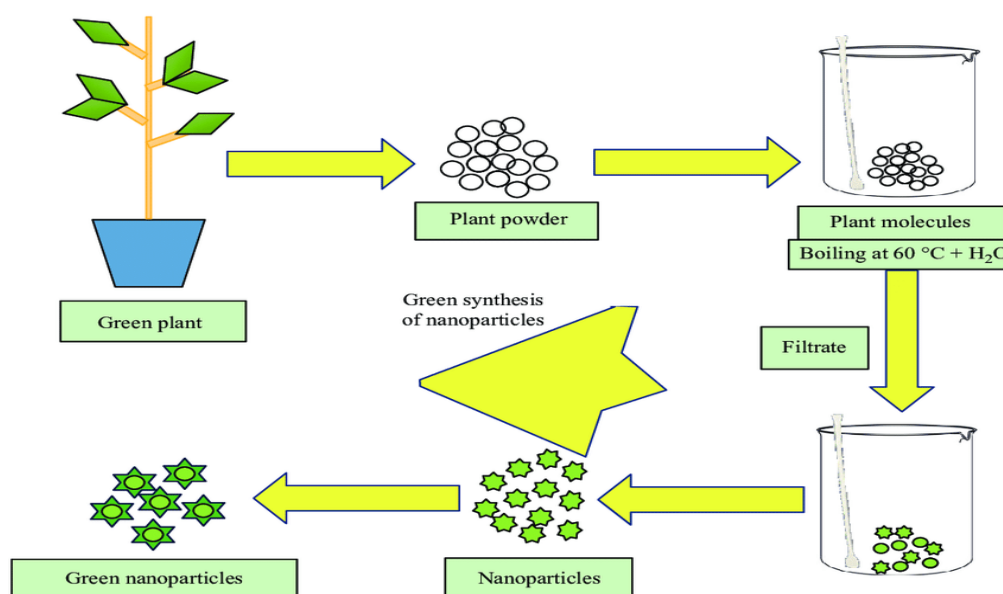 Plant powder
Plant molecules
Boiling at 60 °C + H₂O
Green plant
Green synthesis
of nanoparticles
Filtrate
Green nanoparticles
Nanoparticles